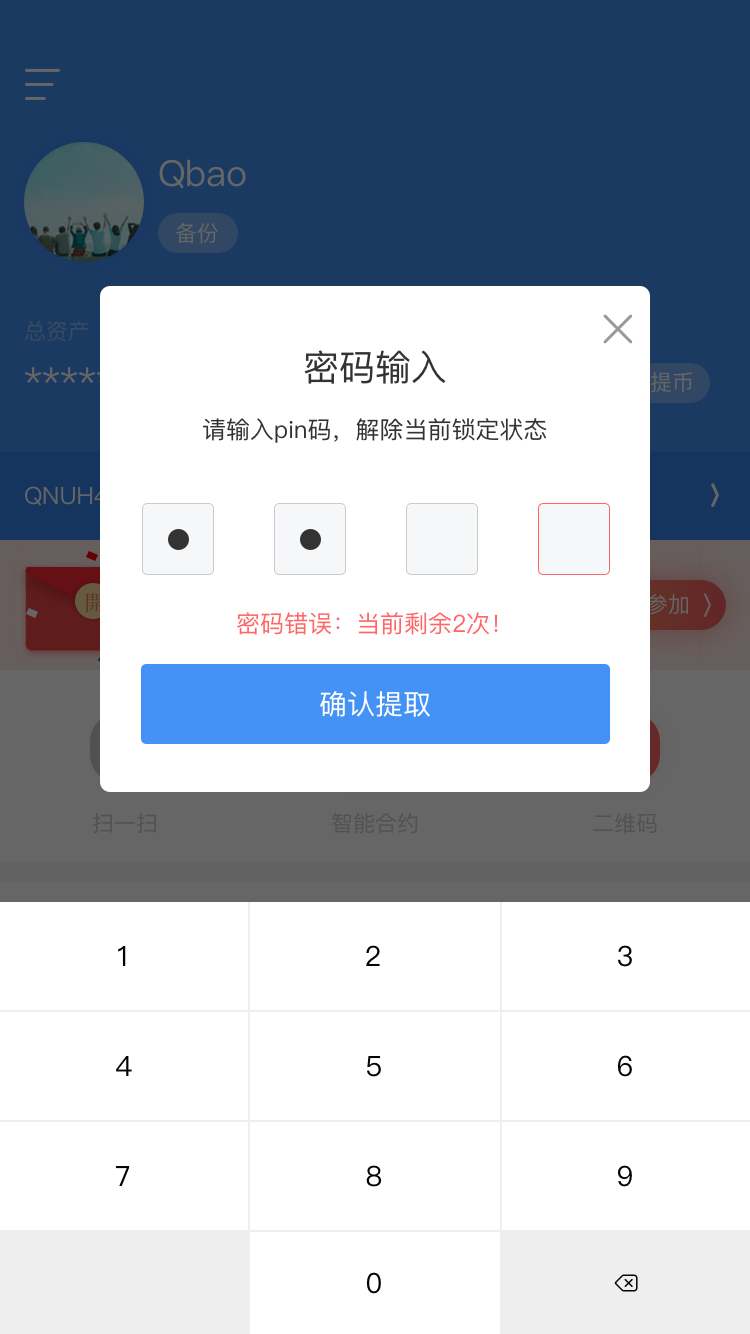 Qbao
备份
总资产
*****
提币
密码输入
请输入pin码，解除当前锁定状态
QNUH4
開
参加
密码错误：当前剩余2次！
确认提取
扫一扫
智能合约
二维码
1
2
3
4
5
6
7
8
9
0